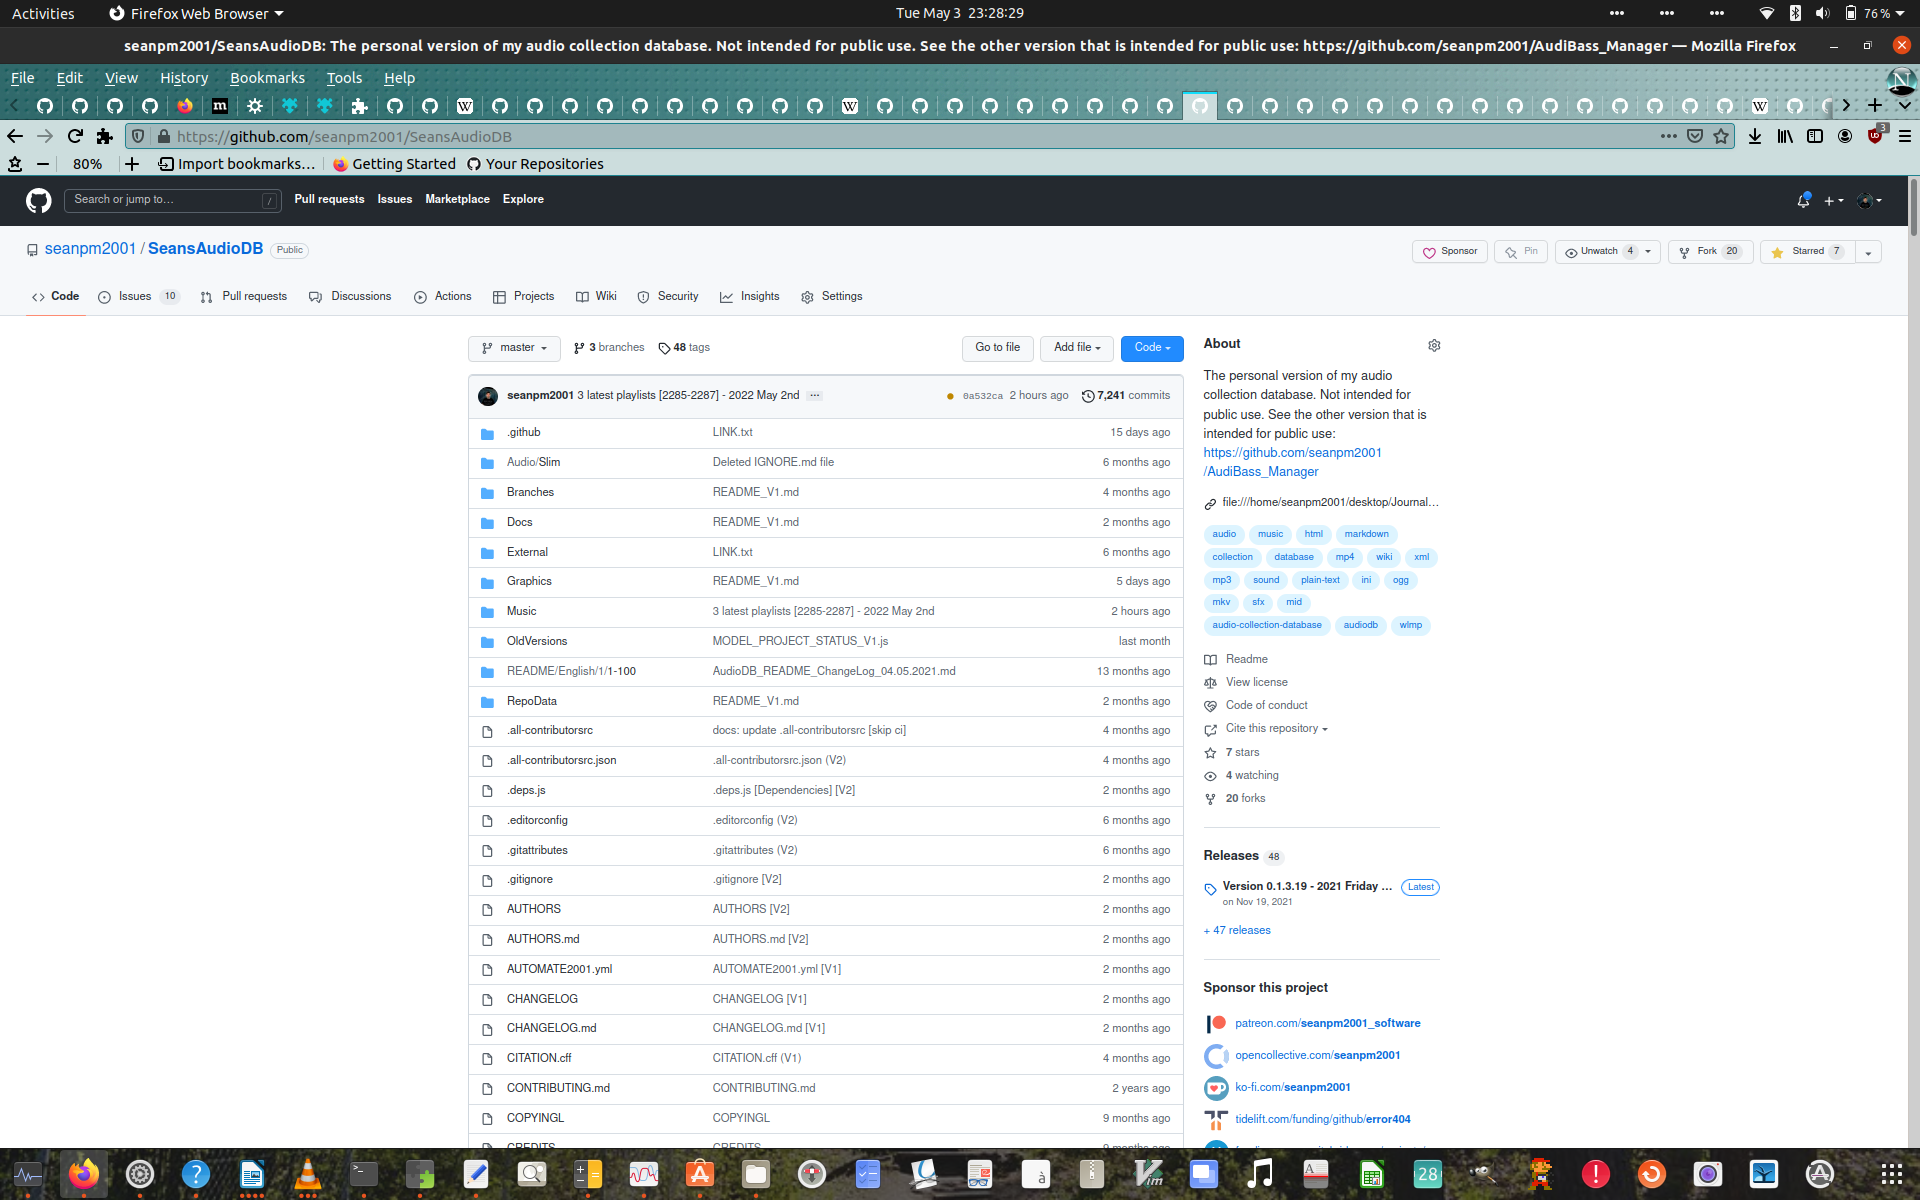 Activities Firefox Web Browser Tue May 3 23:28:29 76 %
seanpm2001/SeansAudioDB: The personal version of my audio collection database. Not intended for public use. See the other version that is intended for public use: https://github.com/seanpm2001/AudiBass_Manager — Mozilla Firefox
File Edit View History Bookmarks Tools Help
https://github.com/seanpm2001/SeansAudioDB 3
80% Import bookmarks... Getting Started Your Repositories
Search or jump to... / Pull requests Issues Marketplace Explore
seanpm2001 / SeansAudioDB Public Sponsor Pin Unwatch 4 Fork 20 Starred 7
Code Issues 10 Pull requests Discussions Actions Projects Wiki Security Insights Settings
master 3 branches 48 tags Go to file Add file Code
seanpm2001 3 latest playlists [2285-2287] - 2022 May 2nd ... 0a532ca 2 hours ago 7,241 commits
.github LINK.txt 15 days ago
Audio/Slim Deleted IGNORE.md file 6 months ago
Branches README_V1.md 4 months ago
Docs README_V1.md 2 months ago
External LINK.txt 6 months ago
Graphics README_V1.md 5 days ago
Music 3 latest playlists [2285-2287] - 2022 May 2nd 2 hours ago
OldVersions MODEL_PROJECT_STATUS_V1.js last month
README/English/1/1-100 AudioDB_README_ChangeLog_04.05.2021.md 13 months ago
RepoData README_V1.md 2 months ago
.all-contributorsrc docs: update .all-contributorsrc [skip ci] 4 months ago
.all-contributorsrc.json .all-contributorsrc.json (V2) 4 months ago
.deps.js .deps.js [Dependencies] [V2] 2 months ago
.editorconfig .editorconfig (V2) 6 months ago
.gitattributes .gitattributes (V2) 6 months ago
.gitignore .gitignore [V2] 2 months ago
AUTHORS AUTHORS [V2] 2 months ago
AUTHORS.md AUTHORS.md [V2] 2 months ago
AUTOMATE2001.yml AUTOMATE2001.yml [V1] 2 months ago
CHANGELOG CHANGELOG [V1] 2 months ago
CHANGELOG.md CHANGELOG.md [V1] 2 months ago
CITATION.cff CITATION.cff (V1) 4 months ago
CONTRIBUTING.md CONTRIBUTING.md 2 years ago
COPYINGL COPYINGL 9 months ago
CREDITS CREDITS 9 months ago
About
The personal version of my audio
collection database. Not intended for
public use. See the other version that is
intended for public use:
https://github.com/seanpm2001
/AudiBass_Manager
file:///home/seanpm2001/desktop/Journal...
audio music html markdown
collection database mp4 wiki xml
mp3 sound plain-text ini ogg
mkv sfx mid
audio-collection-database audiodb wlmp
Readme
View license
Code of conduct
Cite this repository
7 stars
4 watching
20 forks
Releases 48
Version 0.1.3.19 - 2021 Friday ... Latest
on Nov 19, 2021
+ 47 releases
Sponsor this project
patreon.com/seanpm2001_software
opencollective.com/seanpm2001
ko-fi.com/seanpm2001
tidelift.com/funding/github/error404
28